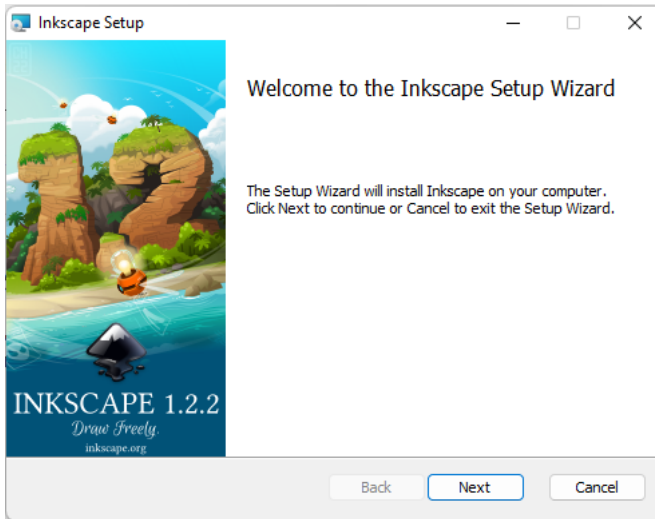 Inkscape Setup
Welcome to the Inkscape Setup Wizard
The Setup Wizard will install Inkscape on your computer.
Click Next to continue or Cancel to exit the Setup Wizard.
INKSCAPE 1.2.2
Draw Freely.
inkscape.org
Back
Next
Cancel